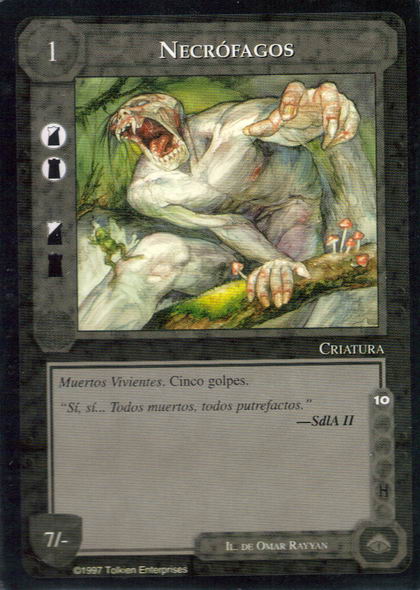 1
NECRÓFAGOS
CRIATURA
Muertos Vivientes. Cinco golpes.
"Sí, sí... Todos muertos, todos putrefactos."
—SdlA II
10
H
7/-
IL. DE OMAR RAYYAN
©1997 Tolkien Enterprises